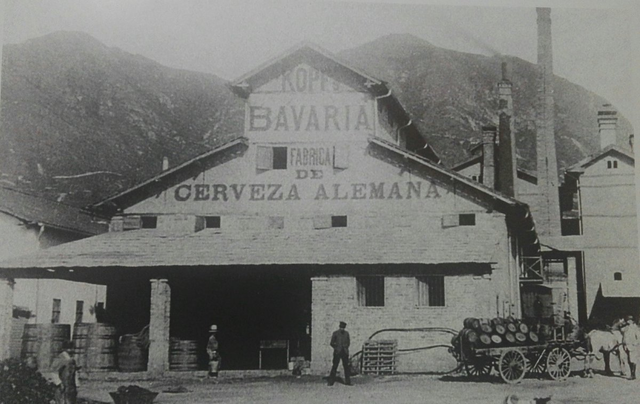 KOPP'S
BAVARIA
FABRICA
DE
CERVEZA ALEMANA